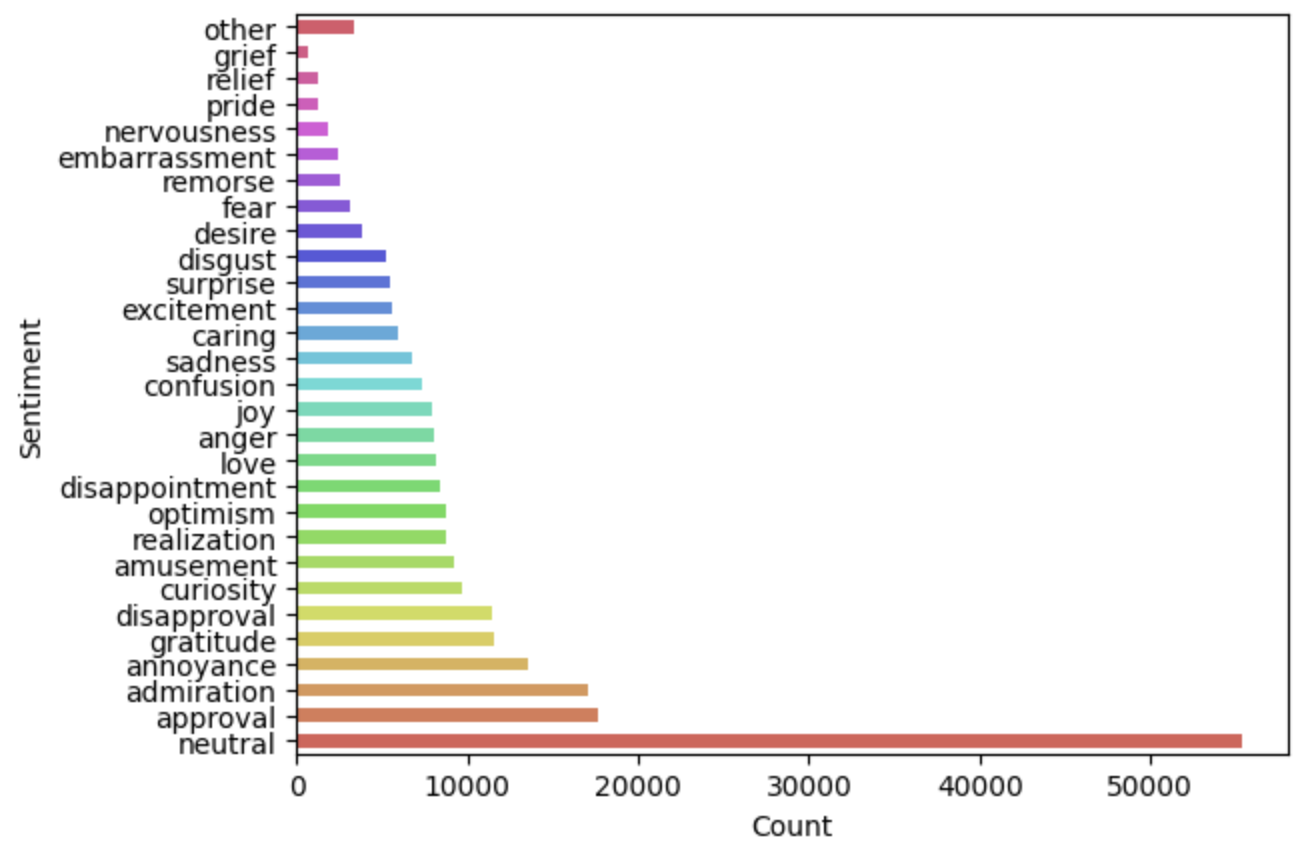 other
grief
relief
pride
nervousness
embarrassment
remorse
fear
desire
disgust
surprise
excitement
caring
sadness
confusion
joy
anger
love
disappointment
optimism
realization
amusement
curiosity
disapproval
gratitude
annoyance
admiration
approval
neutral
Sentiment
0 10000 20000 30000 40000 50000
Count